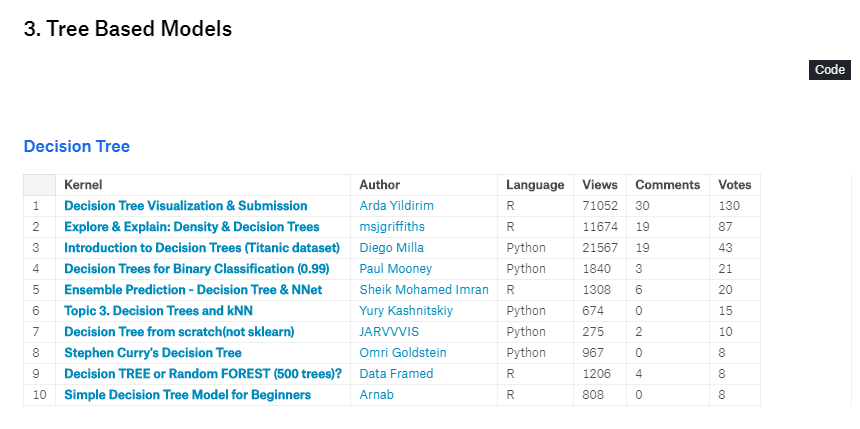 3. Tree Based Models
Code
Decision Tree
Kernel Author Language Views Comments Votes
1 Decision Tree Visualization & Submission Arda Yildirim R 71052 30 130
2 Explore & Explain: Density & Decision Trees msjgriffiths R 11674 19 87
3 Introduction to Decision Trees (Titanic dataset) Diego Milla Python 21567 19 43
4 Decision Trees for Binary Classification (0.99) Paul Mooney Python 1840 3 21
5 Ensemble Prediction - Decision Tree & NNet Sheik Mohamed Imran R 1308 6 20
6 Topic 3. Decision Trees and kNN Yury Kashnitskiy Python 674 0 15
7 Decision Tree from scratch(not sklearn) JARVVVIS Python 275 2 10
8 Stephen Curry's Decision Tree Omri Goldstein Python 967 0 8
9 Decision TREE or Random FOREST (500 trees)? Data Framed R 1206 4 8
10 Simple Decision Tree Model for Beginners Arnab R 808 0 8